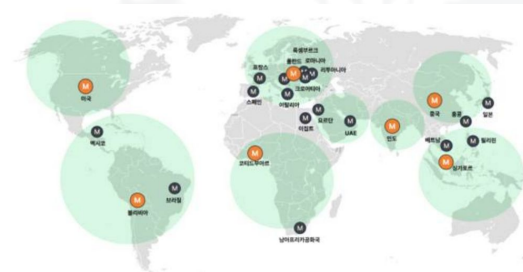 룩셈부르크
폴란드 루마니아
프랑스
리투아니아
크로아티아
스페인
이탈리아
미국
M
중국
일본
홍콩
요르단
이집트
UAE
인도
멕시코
베트남
필리핀
코티드부아르
싱가포르
볼리비아
브라질
남아프리카공화국